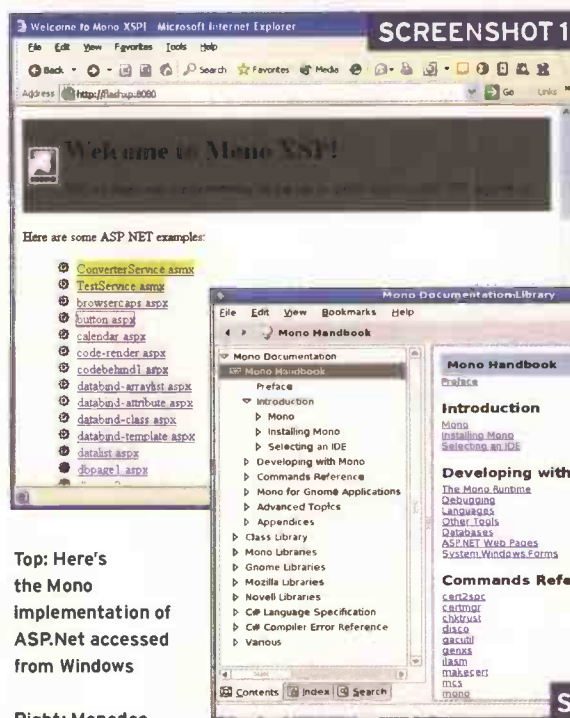 Welcome to Mono XSP! Microsoft Internet Explorer
SCREENSHOT 1
File Edit View Favorites Tools Help
Back Search Favorites Media
Address http://flashxp:8080 Go Links
Welcome to Mono XSP!
Here are some ASP NET examples:
ConverterService asmx
TestService asmx
browsercaps aspx
button aspx
calendar aspx
code-render aspx
codebehind1 aspx
databind-arraylist aspx
databind-attribute aspx
databind-class aspx
databind-template aspx
datalist aspx
dbpage1 aspx
Mono Documentation Library
File Edit View Bookmarks Help
Mono Handbook
Mono Documentation
Mono Handbook
Preface
Introduction
Mono
Installing Mono
Selecting an IDE
Developing with Mono
Commands Reference
Mono for Gnome Applications
Advanced Topics
Appendices
Class Library
Mono Libraries
Gnome Libraries
Mozilla Libraries
Novell Libraries
C# Language Specification
C# Compiler Error Reference
Various
Contents Index Search
Mono Handbook
Preface
Introduction
Mono
Installing Mono
Selecting an IDE
Developing with
The Mono Runtime
Debugging
Languages
Other Tools
Databases
ASP.NET Web Pages
System.Windows.Forms
Commands Refe
cert2spc
certmgr
chktrust
disco
gacutil
genxs
ilasm
makecert
mcs
mono
S
Top: Here's
the Mono
implementation of
ASP.Net accessed
from Windows
Right: Monodoc